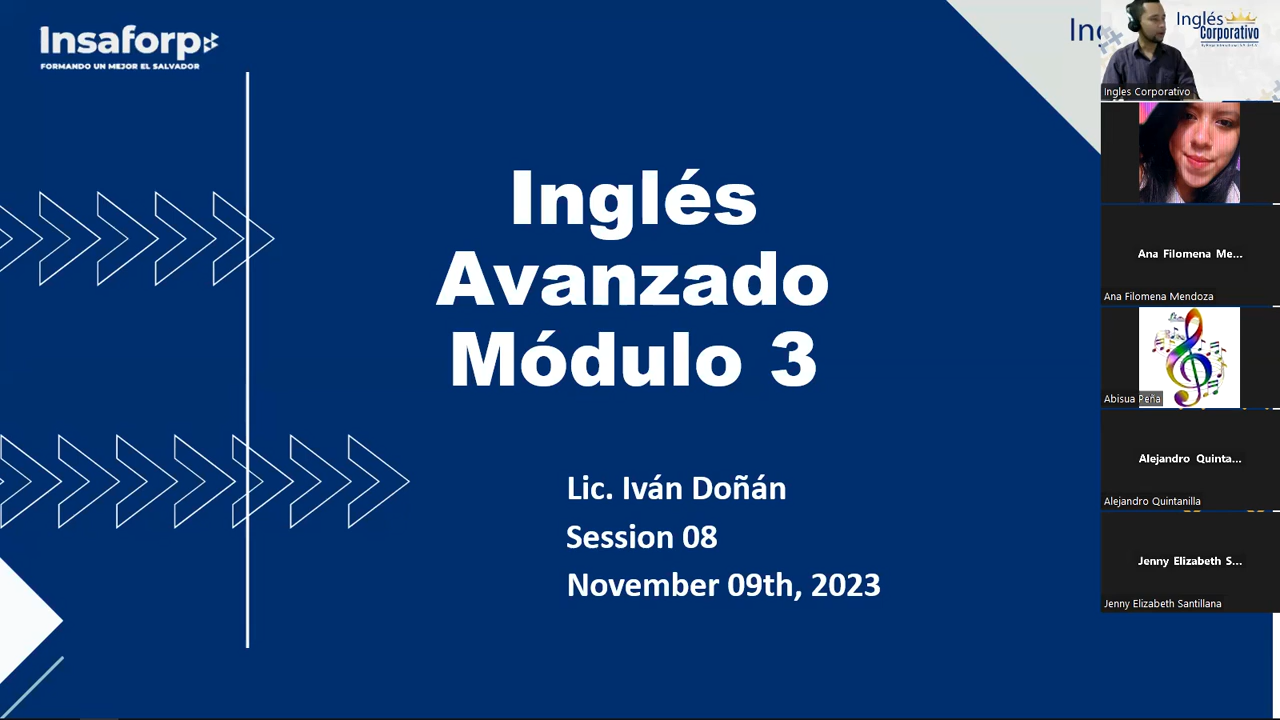 Insaforp
FORMANDO UN MEJOR EL SALVADOR
Inglés
Avanzado
Módulo 3
Lic. Iván Doñán
Session 08
November 09th, 2023
Inglés
Corporativo
Ingles Corporativo
Ana Filomena Me...
Ana Filomena Mendoza
Abisua Peña
Alejandro Quinta...
Alejandro Quintanilla
Jenny Elizabeth S...
Jenny Elizabeth Santillana